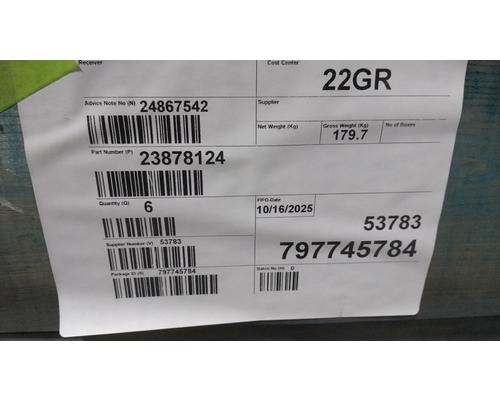 Receiver
Cost Center
22GR
Advice Note No (N) 24867542
Supplier
Net Weight (Kg)
Gross Weight (Kg)
179.7
No of Boxes
Part Number (P) 23878124
Quantity (Q) 6
FIFO-Date
10/16/2025
53783
Supplier Number (V) 53783
797745784
Package ID (S) 797745784
Batch No (H) 0